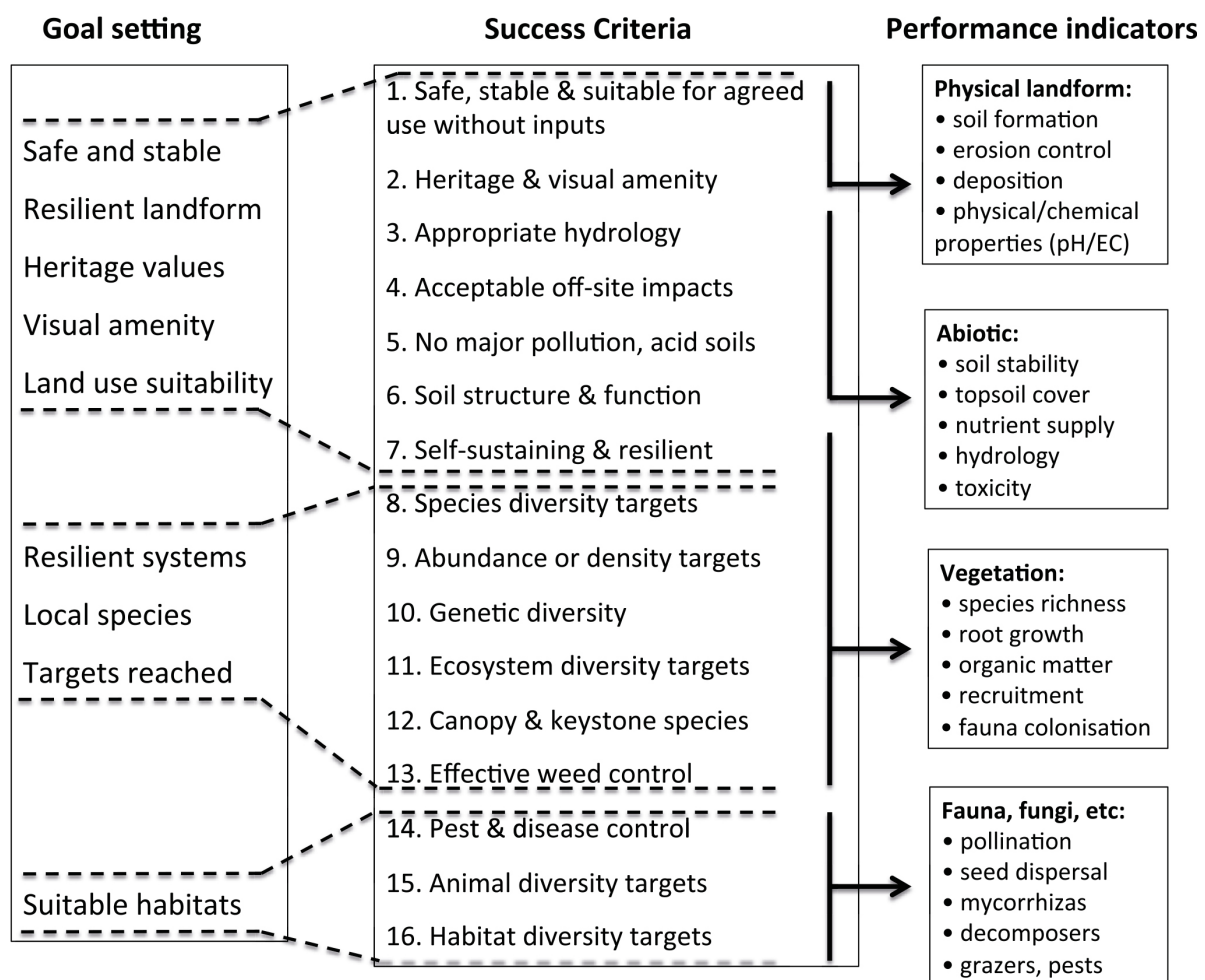 Goal setting
Safe and stable
Resilient landform
Heritage values
Visual amenity
Land use suitability
Resilient systems
Local species
Targets reached
Suitable habitats
Success Criteria
1. Safe, stable & suitable for agreed
use without inputs
2. Heritage & visual amenity
3. Appropriate hydrology
4. Acceptable off-site impacts
5. No major pollution, acid soils
6. Soil structure & function
7. Self-sustaining & resilient
8. Species diversity targets
9. Abundance or density targets
10. Genetic diversity
11. Ecosystem diversity targets
12. Canopy & keystone species
13. Effective weed control
14. Pest & disease control
15. Animal diversity targets
16. Habitat diversity targets
Performance indicators
Physical landform:
• soil formation
• erosion control
• deposition
• physical/chemical
properties (pH/EC)
Abiotic:
• soil stability
• topsoil cover
• nutrient supply
• hydrology
• toxicity
Vegetation:
• species richness
• root growth
• organic matter
• recruitment
• fauna colonisation
Fauna, fungi, etc:
• pollination
• seed dispersal
• mycorrhizas
• decomposers
• grazers, pests